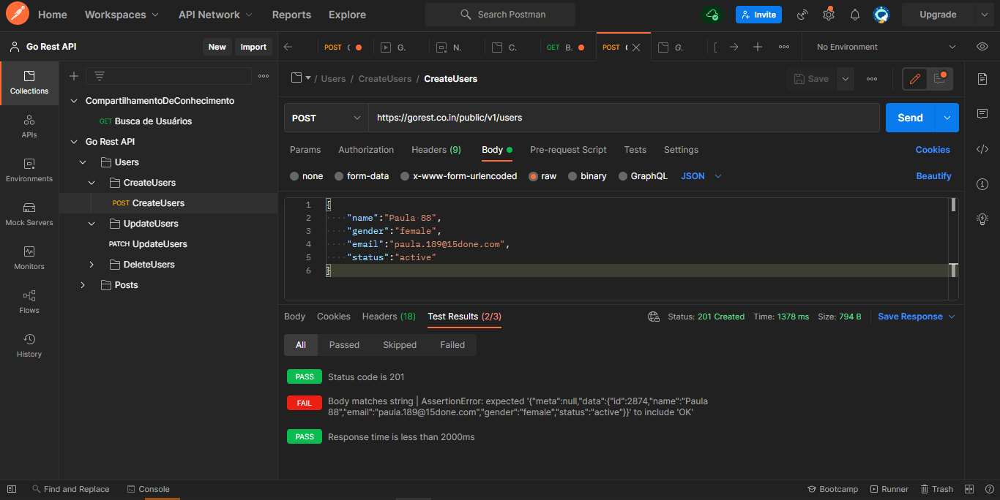 Home Workspaces API Network Reports Explore Search Postman Invite Upgrade
Go Rest API New Import POST ( G. N. C. GET B. POST ( G. [ No Environment
Collections
APIs
Environments
Mock Servers
Monitors
Flows
History
CompartilhamentoDeConhecimento
GET Busca de Usuários
Go Rest API
Users
CreateUsers
POST CreateUsers
UpdateUsers
PATCH UpdateUsers
DeleteUsers
Posts
/ Users / CreateUsers / CreateUsers Save
POST https://gorest.co.in/public/v1/users Send
Params Authorization Headers (9) Body Pre-request Script Tests Settings Cookies
none form-data x-www-form-urlencoded raw binary GraphQL JSON Beautify
1 {
2 "name":"Paula 88",
3 "gender":"female",
4 "email":"paula.189@15done.com",
5 "status":"active"
6 }
Body Cookies Headers (18) Test Results (2/3) Status: 201 Created Time: 1378 ms Size: 794 B Save Response
All Passed Skipped Failed
PASS Status code is 201
FAIL Body matches string | AssertionError: expected '{"meta":null,"data":{"id":2874,"name":"Paula
88","email":"paula.189@15done.com","gender":"female","status":"active"}}' to include 'OK'
PASS Response time is less than 2000ms
Find and Replace Console Bootcamp Runner Trash